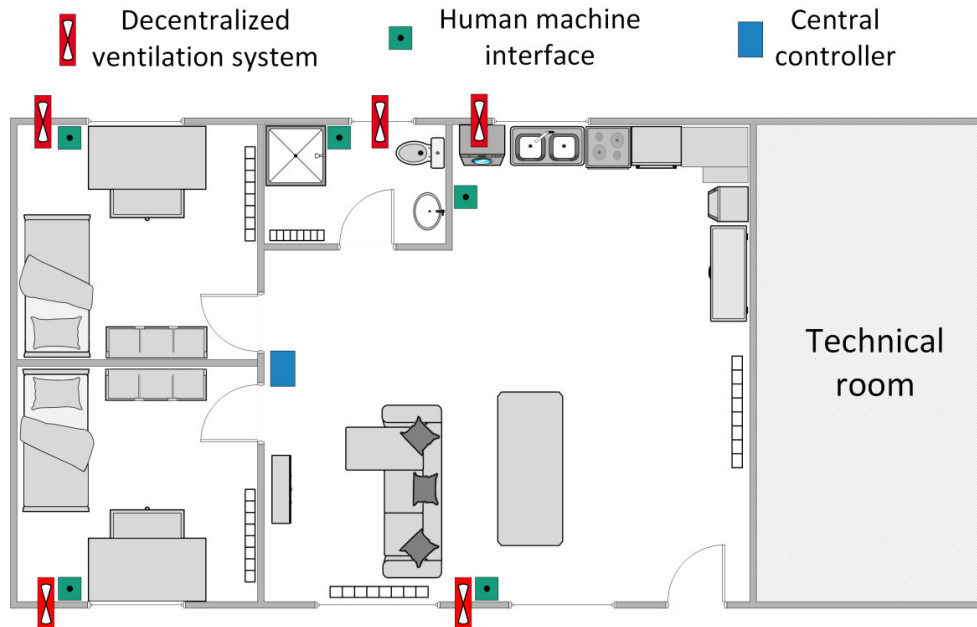 Decentralized
ventilation system
Human machine
interface
Central
controller
Technical
room